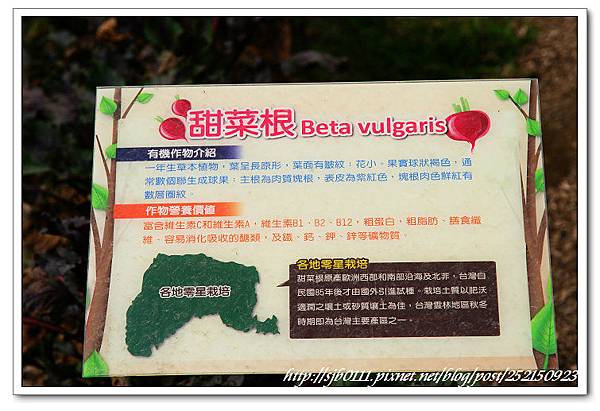 甜菜根 Beta vulgaris
有機作物介紹
一年生草本植物，葉呈長原形，葉面有皺紋；花小。果實球狀褐色，通
常數個聯生成球果；主根為肉質塊根，表皮為紫紅色，塊根肉色鮮紅有
數層圈紋。
作物營養價值
富含維生素C和維生素A，維生素B1、B2、B12，粗蛋白，粗脂肪、膳食纖
維、容易消化吸收的醣類，及鐵、鈣、鉀、鋅等礦物質。
各地零星栽培
各地零星栽培
甜菜根原產歐洲西部和南部沿海及北非，台灣自
民國85年後才由國外引進試種。栽培土質以肥沃
適潤之壤土或砂質壤土為佳，台灣雲林地區秋冬
時期即為台灣主要產區之一。
http://sjb0111.pixnet.net/blog/post/252150923